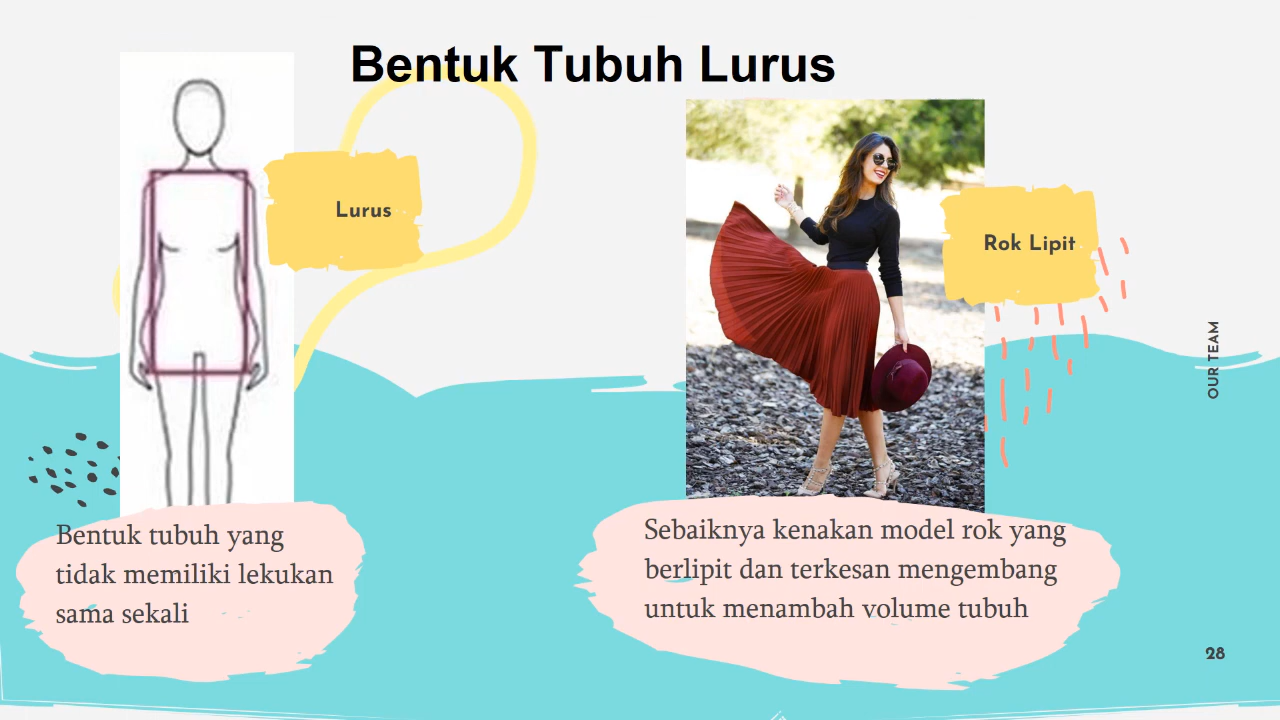 Bentuk Tubuh Lurus
Lurus
Rok Lipit
OUR TEAM
Bentuk tubuh yang
tidak memiliki lekukan
sama sekali
Sebaiknya kenakan model rok yang
berlipit dan terkesan mengembang
untuk menambah volume tubuh
28